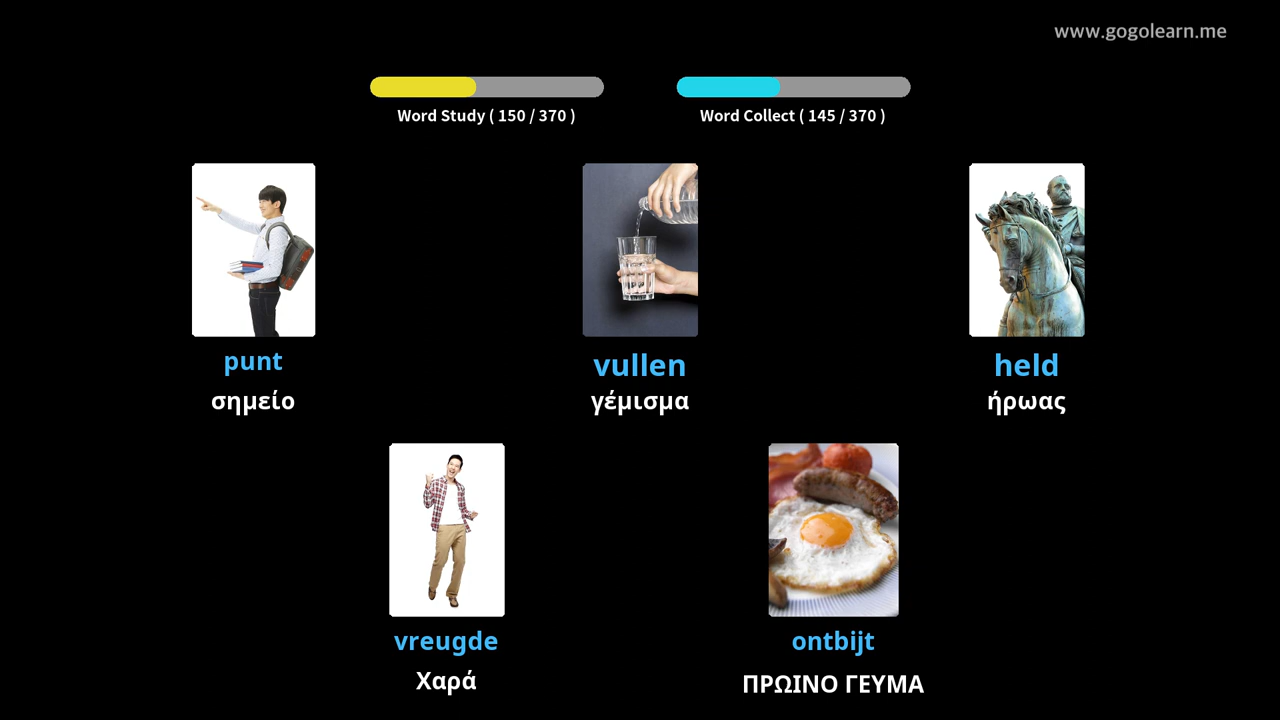 www.gogolearn.me
Word Study ( 150 / 370 )
Word Collect ( 145 / 370 )
punt
σημείο
vullen
γέμισμα
held
ήρωας
vreugde
Χαρά
ontbijt
ΠΡΩΙΝΟ ΓΕΥΜΑ